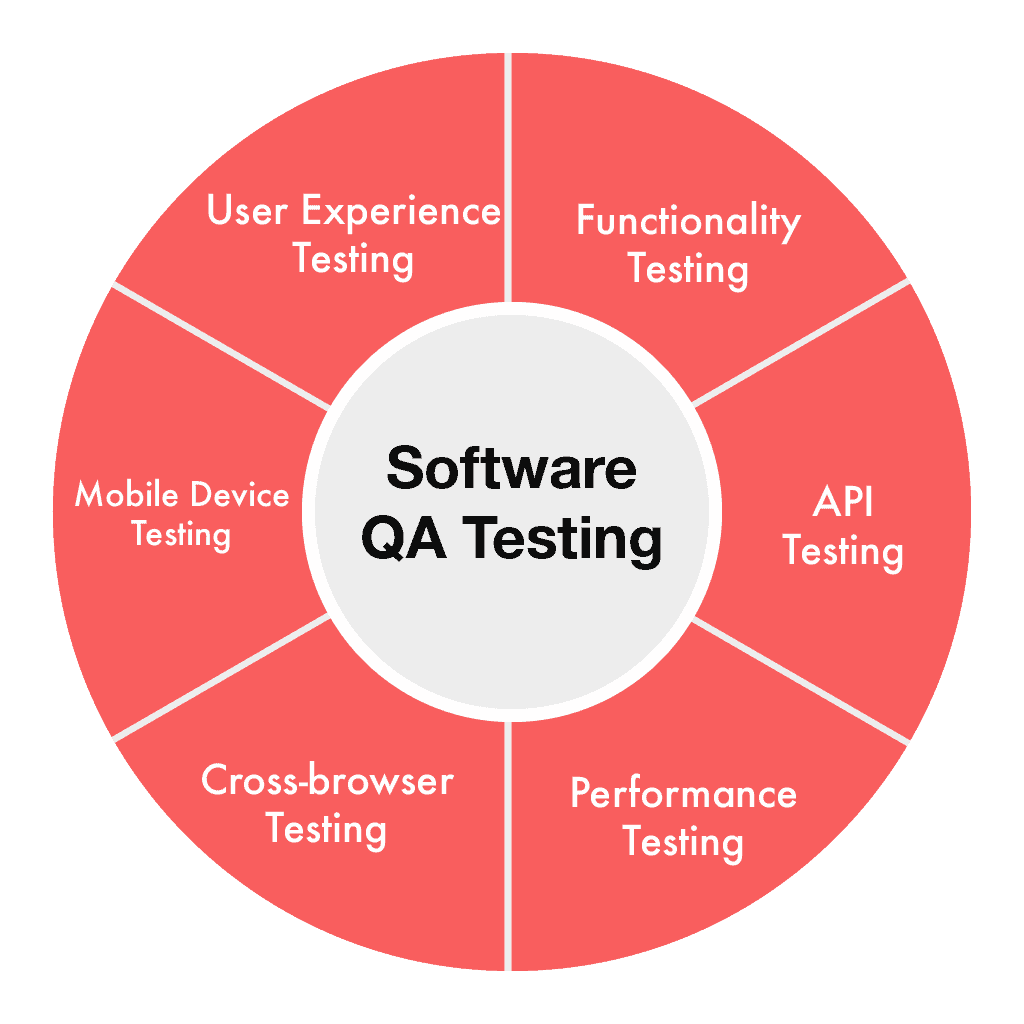 User Experience
Testing
Functionality
Testing
Mobile Device
Testing
Software
QA Testing
API
Testing
Cross-browser
Testing
Performance
Testing